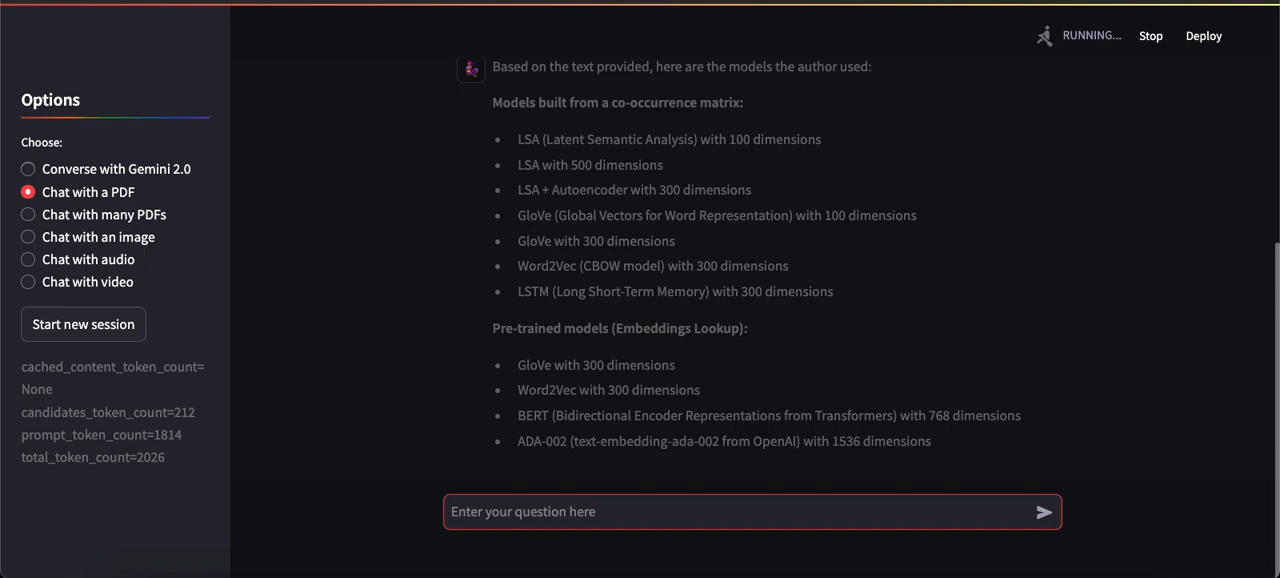 RUNNING...
Stop
Deploy
Options
Choose:
Converse with Gemini 2.0
Chat with a PDF
Chat with many PDFs
Chat with an image
Chat with audio
Chat with video
Start new session
cached_content_token_count=
None
candidates_token_count=212
prompt_token_count=1814
total_token_count=2026
Based on the text provided, here are the models the author used:
Models built from a co-occurrence matrix:
• LSA (Latent Semantic Analysis) with 100 dimensions
• LSA with 500 dimensions
• LSA + Autoencoder with 300 dimensions
• GloVe (Global Vectors for Word Representation) with 100 dimensions
• GloVe with 300 dimensions
• Word2Vec (CBOW model) with 300 dimensions
• LSTM (Long Short-Term Memory) with 300 dimensions
Pre-trained models (Embeddings Lookup):
• GloVe with 300 dimensions
• Word2Vec with 300 dimensions
• BERT (Bidirectional Encoder Representations from Transformers) with 768 dimensions
• ADA-002 (text-embedding-ada-002 from OpenAI) with 1536 dimensions
Enter your question here